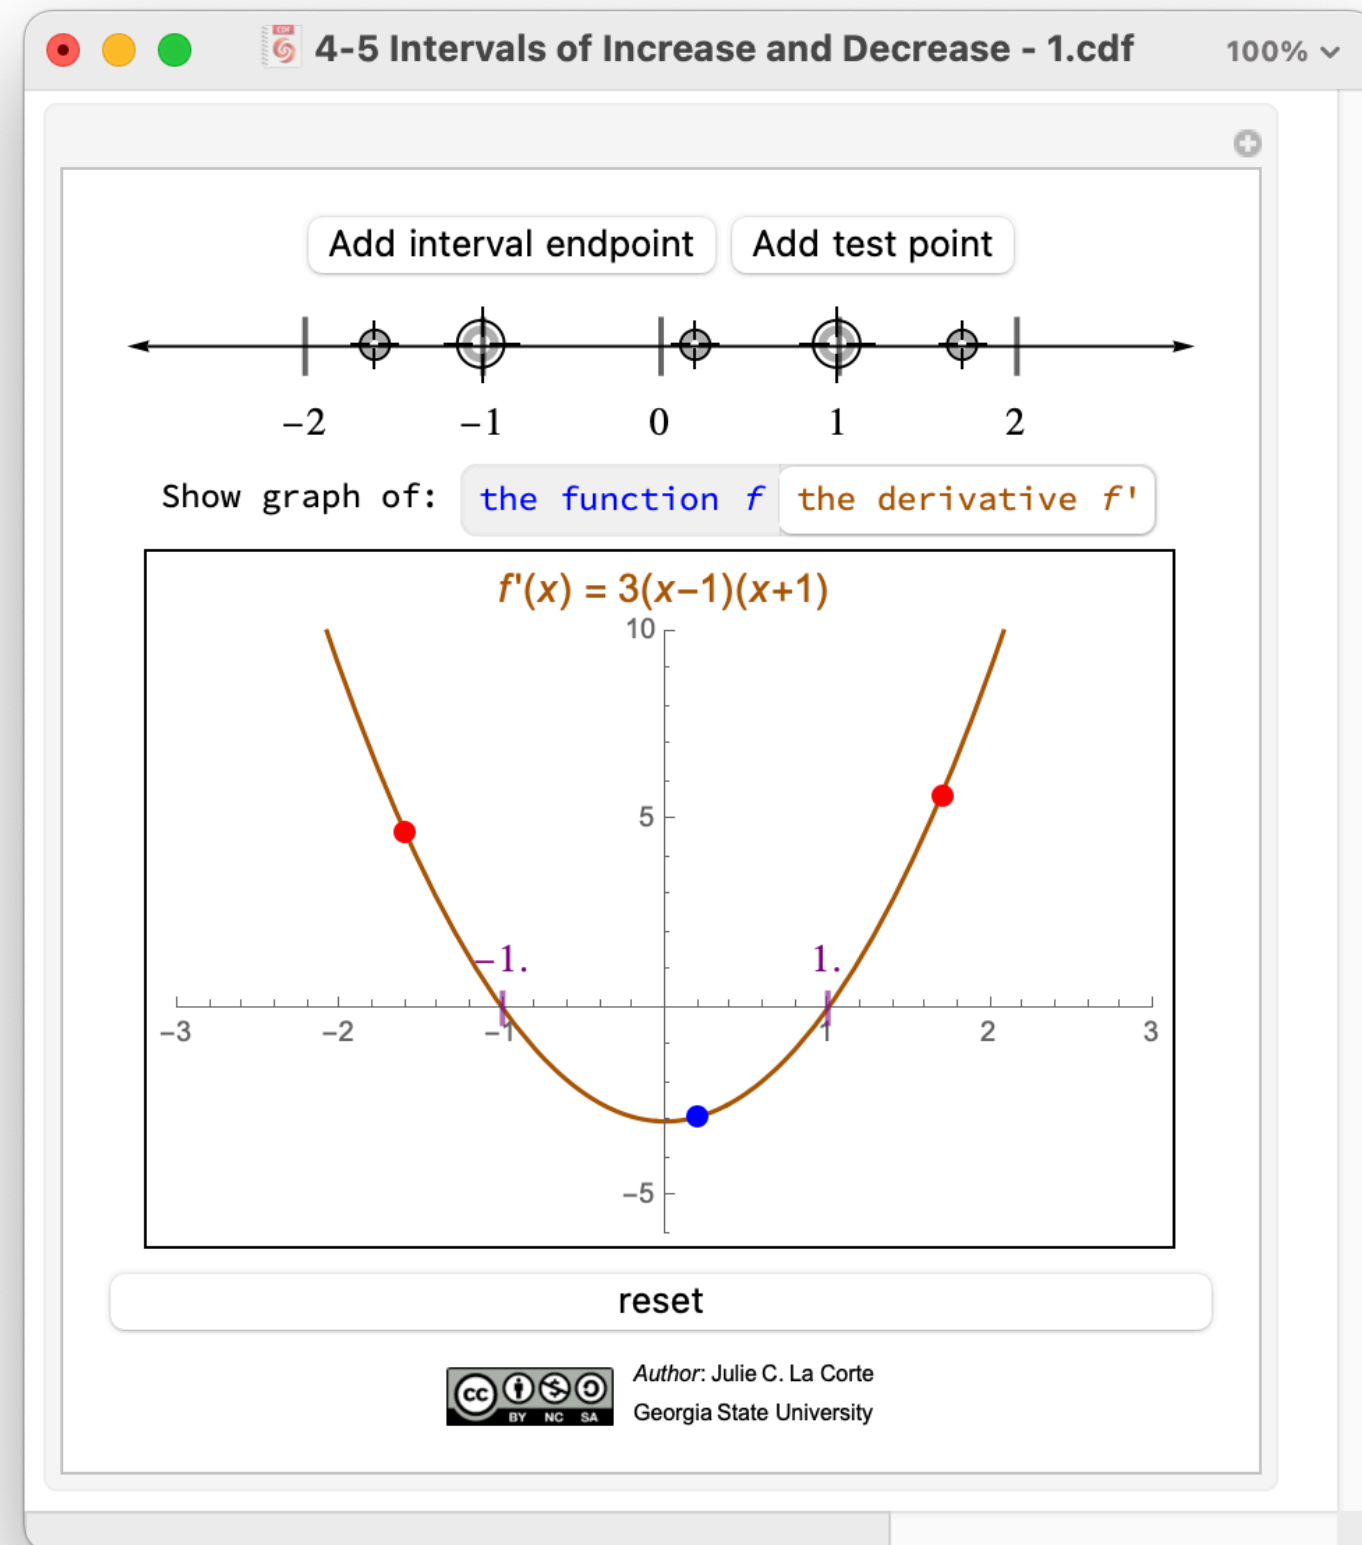 4-5 Intervals of Increase and Decrease - 1.cdf 100%
Add interval endpoint Add test point
−2 −1 0 1 2
Show graph of: the function f the derivative f'
f'(x) = 3(x−1)(x+1)
10
5
−1. 1.
−3 −2 −1 1 2 3
−5
reset
cc BY NC SA
Author: Julie C. La Corte
Georgia State University